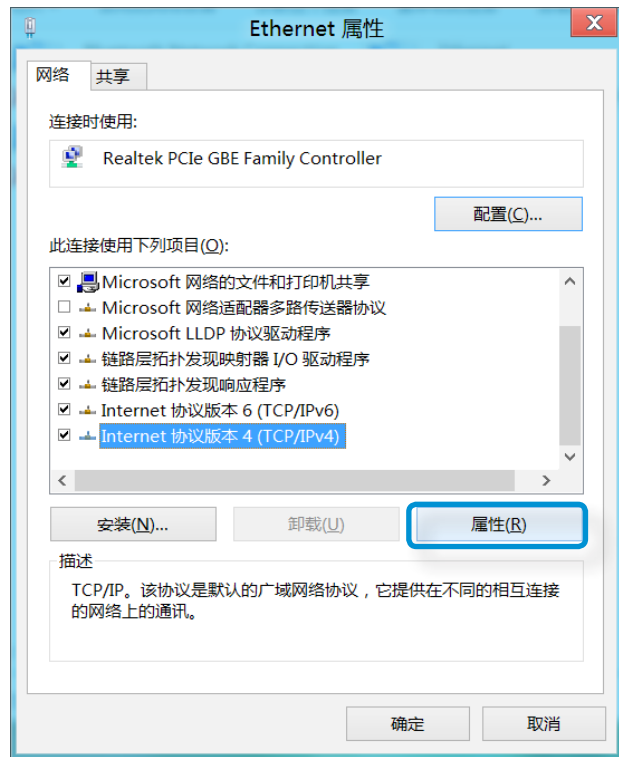 Ethernet 属性
网络
共享
连接时使用:
Realtek PCIe GBE Family Controller
配置(C)...
此连接使用下列项目(O):
Microsoft 网络的文件和打印机共享
Microsoft 网络适配器多路传送器协议
Microsoft LLDP 协议驱动程序
链路层拓扑发现映射器 I/O 驱动程序
链路层拓扑发现响应程序
Internet 协议版本 6 (TCP/IPv6)
Internet 协议版本 4 (TCP/IPv4)
安装(N)...
卸载(U)
属性(R)
描述
TCP/IP。该协议是默认的广域网络协议，它提供在不同的相互连接
的网络上的通讯。
确定
取消